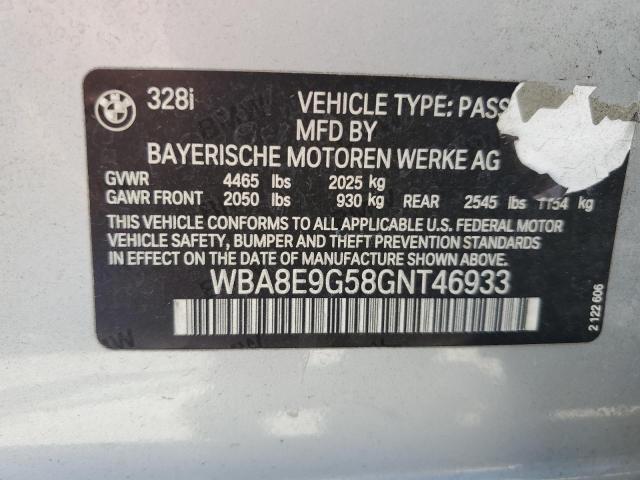 BMW 328i VEHICLE TYPE: PASS
MFD BY
BAYERISCHE MOTOREN WERKE AG
GVWR 4465 lbs 2025 kg
GAWR FRONT 2050 lbs 930 kg REAR 2545 lbs 1154 kg
THIS VEHICLE CONFORMS TO ALL APPLICABLE U.S. FEDERAL MOTOR
VEHICLE SAFETY, BUMPER AND THEFT PREVENTION STANDARDS
IN EFFECT ON THE DATE OF MANUFACTURE SHOWN ABOVE.
WBA8E9G58GNT46933
2 122 606